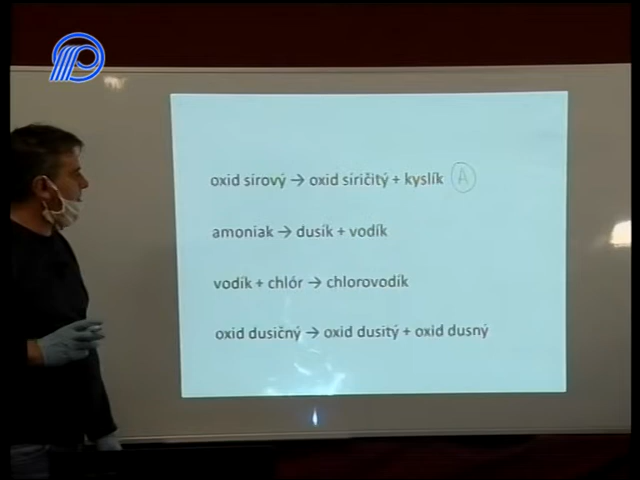 oxid sírový → oxid siričitý + kyslík A
amoniak → dusík + vodík
vodík + chlór → chlorovodík
oxid dusičný → oxid dusitý + oxid dusný